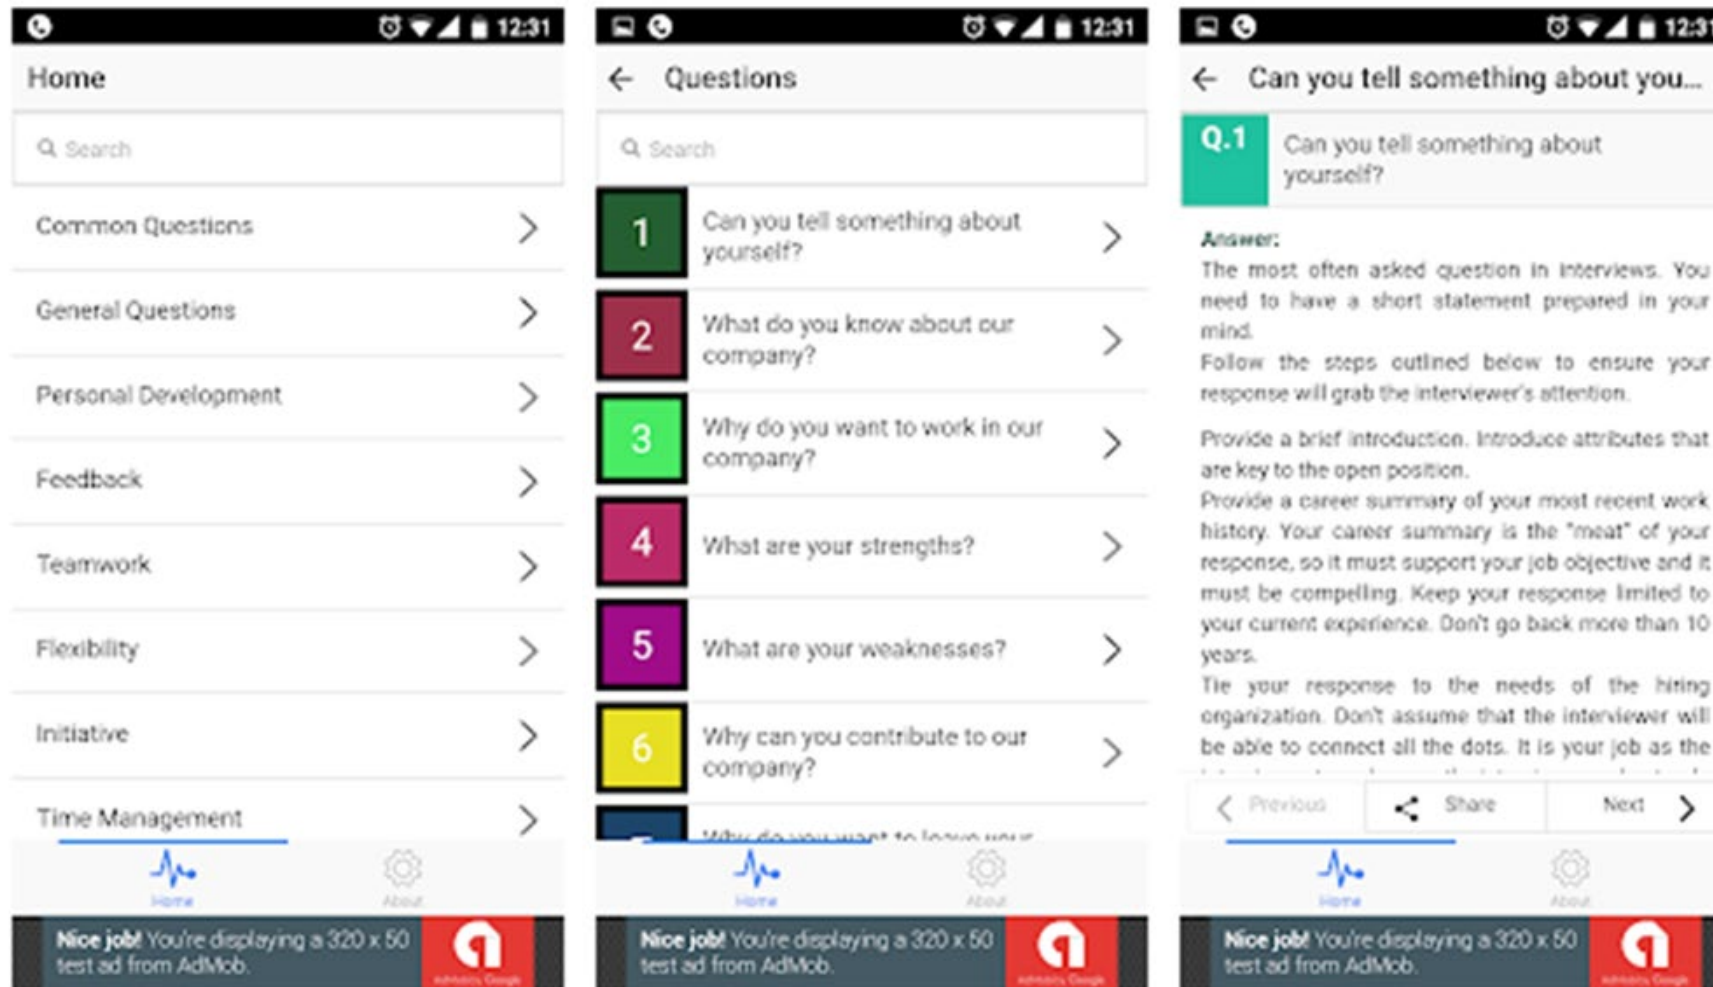 12:31
Home
Search
Common Questions
General Questions
Personal Development
Feedback
Teamwork
Flexibility
Initiative
Time Management
Home
About
Nice job! You're displaying a 320 x 50
test ad from AdMob.
12:31
Questions
Search
1
Can you tell something about
yourself?
2
What do you know about our
company?
3
Why do you want to work in our
company?
4
What are your strengths?
5
What are your weaknesses?
6
Why can you contribute to our
company?
Why do you want to leave your
Home
About
Nice job! You're displaying a 320 x 50
test ad from AdMob.
12:31
Can you tell something about you...
Q.1
Can you tell something about
yourself?
Answer:
The most often asked question in interviews. You
need to have a short statement prepared in your
mind.
Follow the steps outlined below to ensure your
response will grab the interviewer's attention.
Provide a brief introduction. Introduce attributes that
are key to the open position.
Provide a career summary of your most recent work
history. Your career summary is the "meat" of your
response, so it must support your job objective and it
must be compelling. Keep your response limited to
your current experience. Don't go back more than 10
years.
Tie your response to the needs of the hiring
organization. Don't assume that the interviewer will
be able to connect all the dots. It is your job as the
Previous
Share
Next
Home
About
Nice job! You're displaying a 320 x 50
test ad from AdMob.